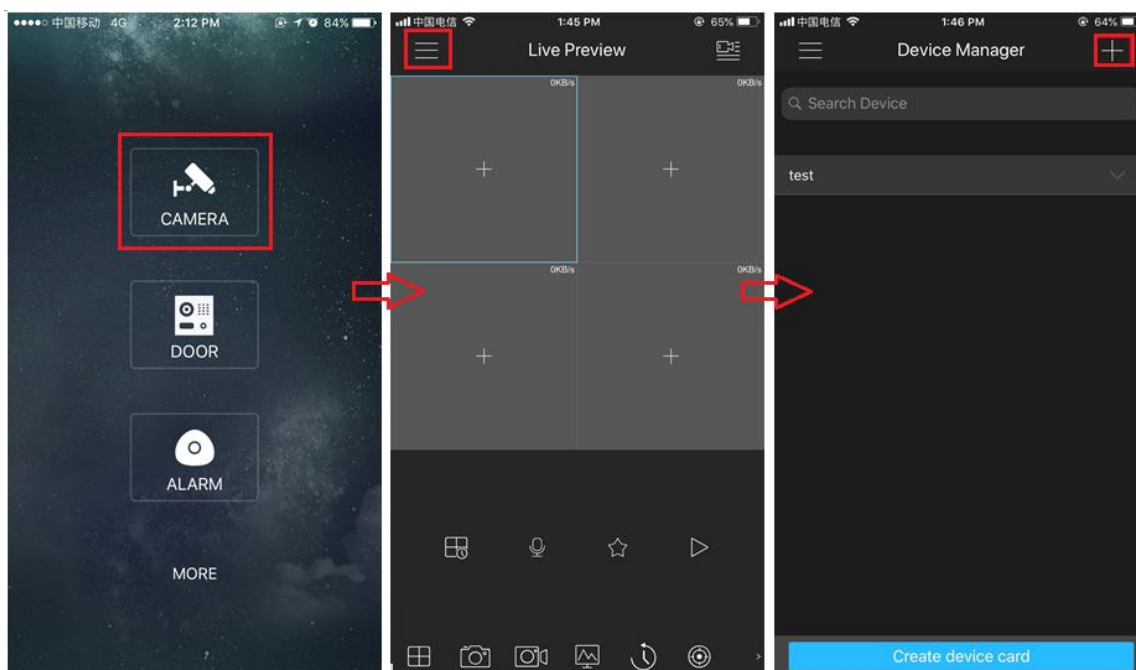 中国移动 4G 2:12 PM 84%
CAMERA
DOOR
ALARM
MORE
中国电信 1:45 PM 65%
Live Preview
0KB/s 0KB/s
0KB/s 0KB/s
中国电信 1:46 PM 64%
Device Manager
Search Device
test
Create device card